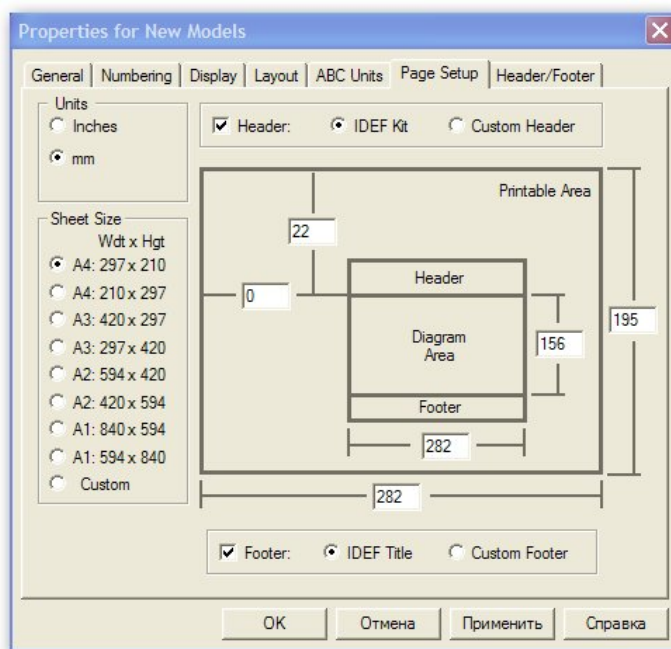 Properties for New Models
General Numbering Display Layout ABC Units Page Setup Header/Footer
Units
Inches
mm
Header: IDEF Kit Custom Header
Sheet Size
Wdt x Hgt
A4: 297 x 210
A4: 210 x 297
A3: 420 x 297
A3: 297 x 420
A2: 594 x 420
A2: 420 x 594
A1: 840 x 594
A1: 594 x 840
Custom
Printable Area
22
0
Header
Diagram
Area
156
195
Footer
282
282
Footer: IDEF Title Custom Footer
OK Отмена Применить Справка